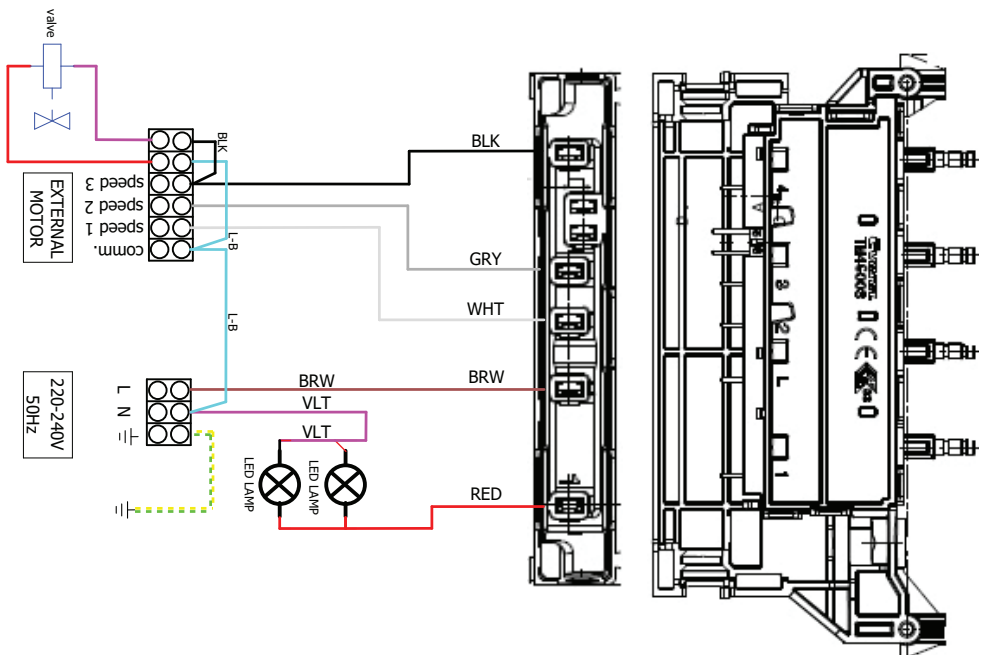 valve
BLK
speed 3
speed 2
speed 1
comm.
EXTERNAL
MOTOR
L-B
L-B
BLK
GRY
WHT
BRW
BRW
VLT
VLT
RED
L
N
220-240V
50Hz
LED LAMP
LED LAMP
4
3
2
L
1
CE